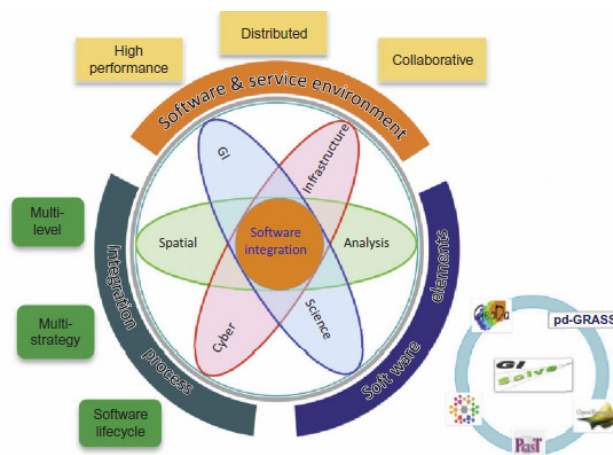 Distributed
High
performance
Collaborative
Software & service environment
GI
Infrastructure
Multi-
level
Spatial
Software
integration
Analysis
Integration
process
elements
Soft ware
Multi-
strategy
Cyber
Science
Software
lifecycle
GeoDa
pd-GRASS
GI
Solve
PasT